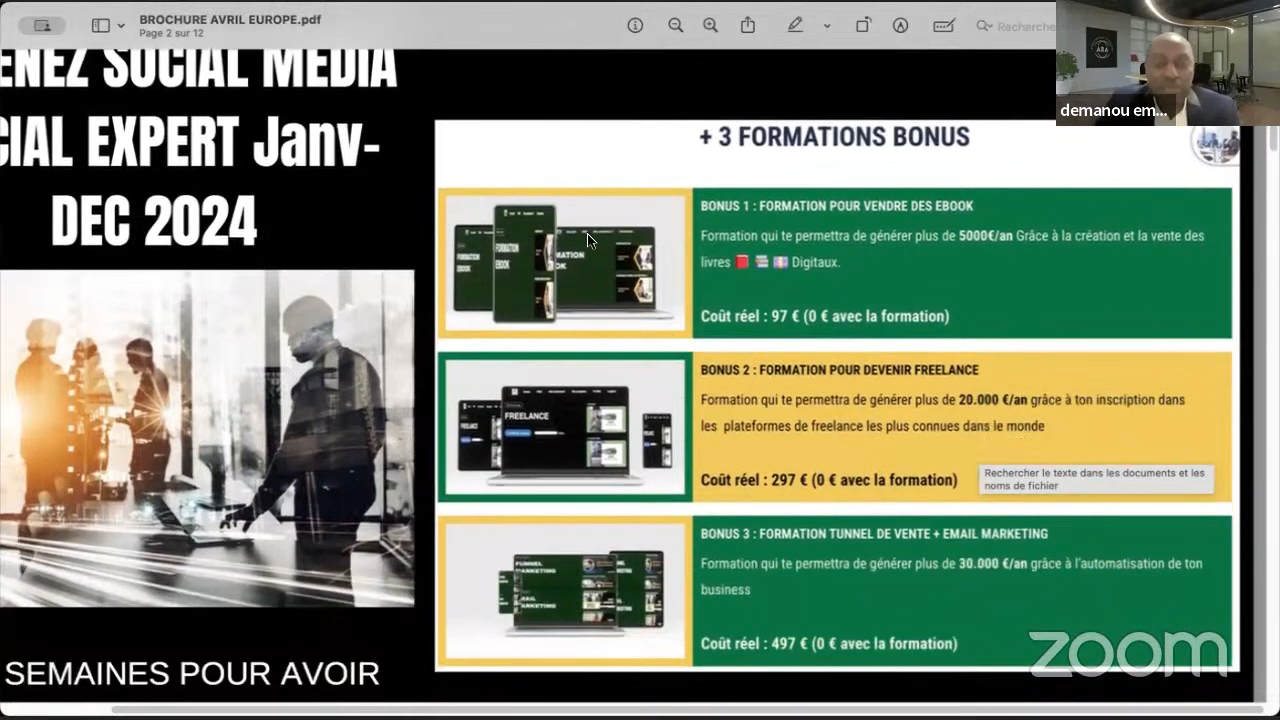 BROCHURE AVRIL EUROPE.pdf
Page 2 sur 12
Recherche
ABA
demanou em...
ENEZ SOCIAL MEDIA
CIAL EXPERT Janv-
DEC 2024
SEMAINES POUR AVOIR
+ 3 FORMATIONS BONUS
BONUS 1 : FORMATION POUR VENDRE DES EBOOK
Formation qui te permettra de générer plus de 5000€/an Grâce à la création et la vente des
livres 📕 📚 💷 Digitaux.
Coût réel : 97 € (0 € avec la formation)
FORMATION
EBOOK
BONUS 2 : FORMATION POUR DEVENIR FREELANCE
Formation qui te permettra de générer plus de 20.000 €/an grâce à ton inscription dans
les plateformes de freelance les plus connues dans le monde
Coût réel : 297 € (0 € avec la formation)
FREELANCE
Rechercher le texte dans les documents et les
noms de fichier
BONUS 3 : FORMATION TUNNEL DE VENTE + EMAIL MARKETING
Formation qui te permettra de générer plus de 30.000 €/an grâce à l'automatisation de ton
business
Coût réel : 497 € (0 € avec la formation)
FUNNEL
MARKETING
zoom